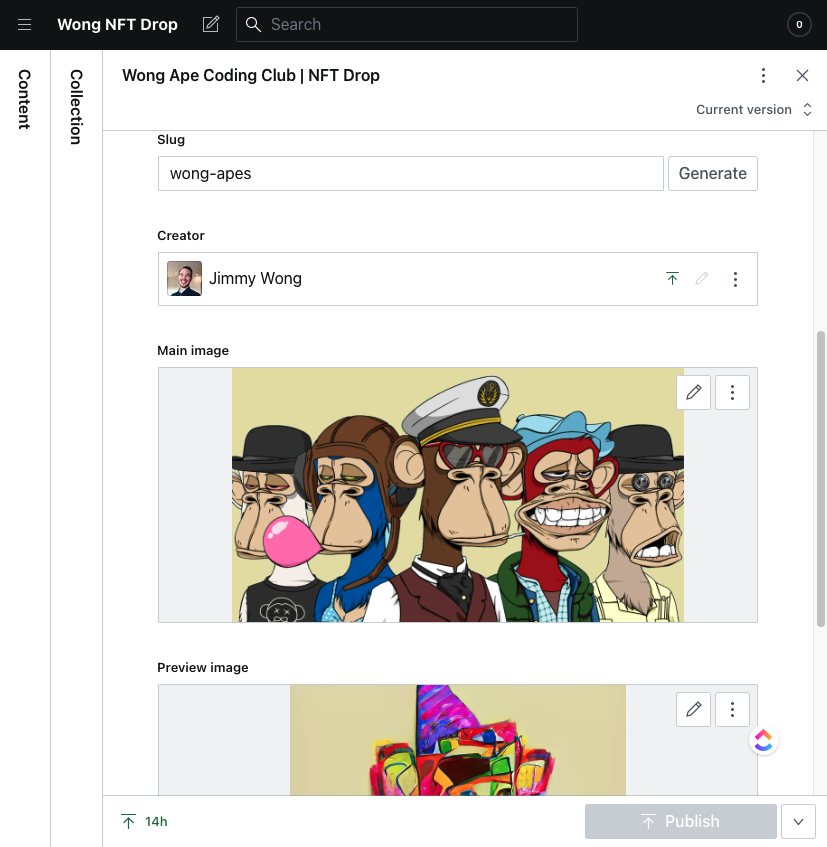 Wong NFT Drop
Search
0
Content
Collection
Wong Ape Coding Club | NFT Drop
Current version
Slug
wong-apes
Generate
Creator
Jimmy Wong
Main image
Preview image
14h
Publish